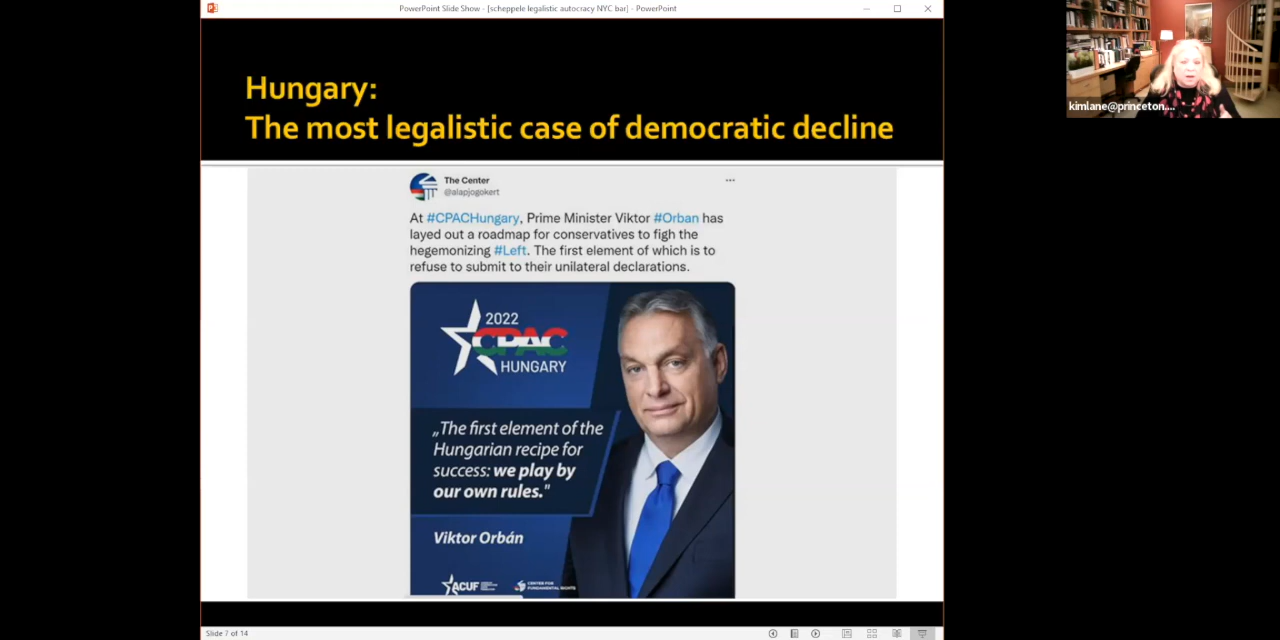 PowerPoint Slide Show - [scheppele legalistic autocracy NYC bar] - PowerPoint
kimlane@princeton....
Hungary:
The most legalistic case of democratic decline
The Center
@alapjogokert
At #CPACHungary, Prime Minister Viktor #Orban has
layed out a roadmap for conservatives to figh the
hegemonizing #Left. The first element of which is to
refuse to submit to their unilateral declarations.
2022
CPAC
HUNGARY
„The first element of the
Hungarian recipe for
success: we play by
our own rules."
Viktor Orbán
ACUF
CENTER FOR
FUNDAMENTAL RIGHTS
Slide 7 of 14